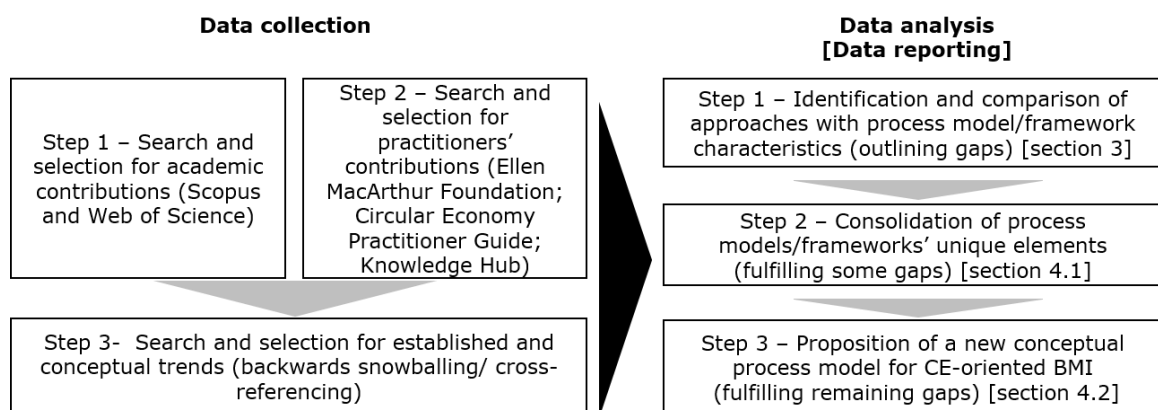 Data collection
Step 1 – Search and
selection for academic
contributions (Scopus
and Web of Science)
Step 2 – Search and
selection for
practitioners’
contributions (Ellen
MacArthur Foundation;
Circular Economy
Practitioner Guide;
Knowledge Hub)
Step 3-  Search and selection for established and
conceptual trends (backwards snowballing/ cross-
referencing)
Data analysis
[Data reporting]
Step 1 – Identification and comparison of
approaches with process model/framework
characteristics (outlining gaps) [section 3]
Step 2 – Consolidation of process
models/frameworks’ unique elements
(fulfilling some gaps) [section 4.1]
Step 3 – Proposition of a new conceptual
process model for CE-oriented BMI
(fulfilling remaining gaps) [section 4.2]